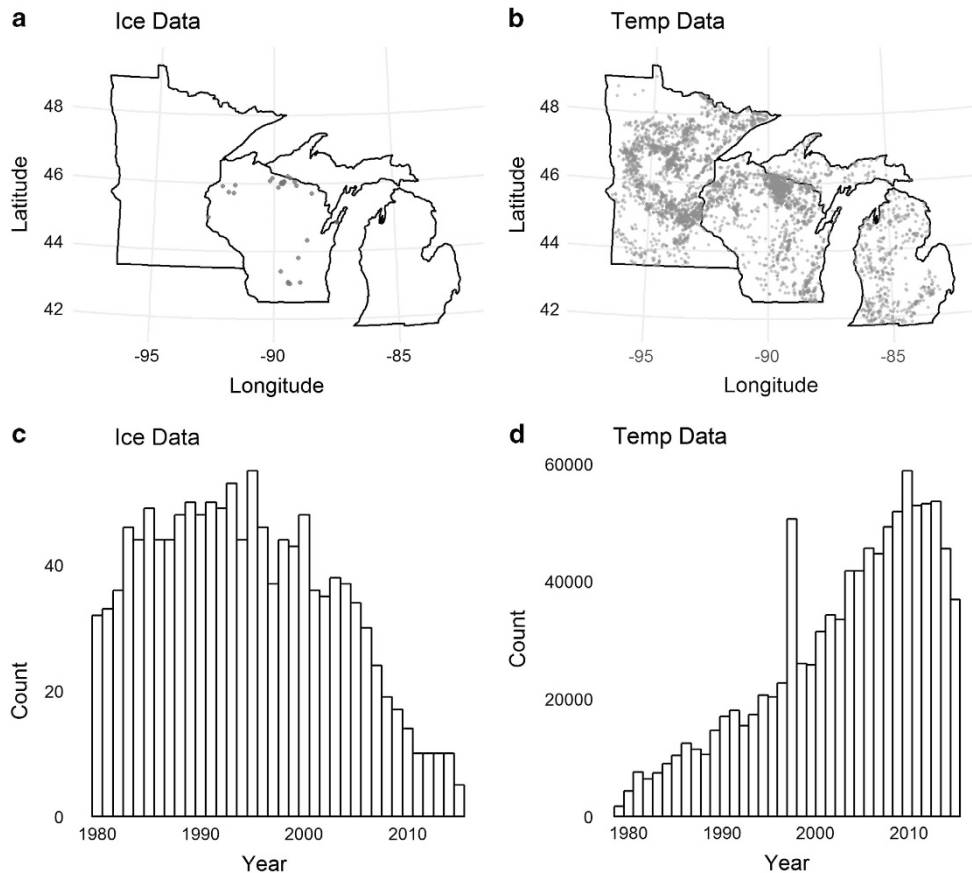 a Ice Data
b Temp Data
Latitude
48
46
44
42
-95 -90 -85
Longitude
Latitude
48
46
44
42
-95 -90 -85
Longitude
c Ice Data
d Temp Data
Count
40
20
0
1980 1990 2000 2010
Year
Count
60000
40000
20000
0
1980 1990 2000 2010
Year